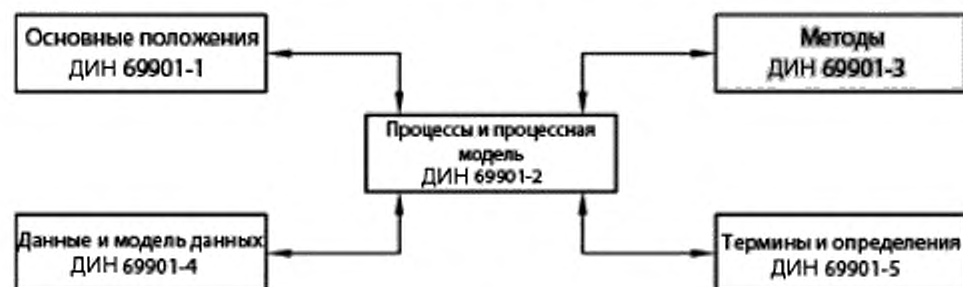 Основные положения
ДИН 69901-1
Методы
ДИН 69901-3
Процессы и процессная
модель
ДИН 69901-2
Данные и модель данных
ДИН 69901-4
Термины и определения
ДИН 69901-5